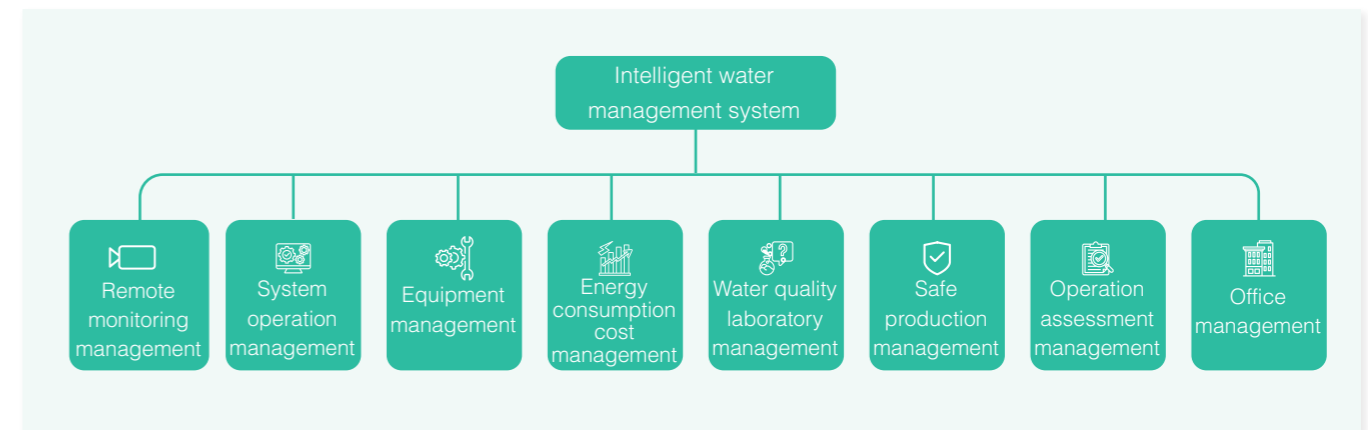 Intelligent water
management system
Remote
monitoring
management
System
operation
management
Equipment
management
Energy
consumption
cost
management
Water quality
laboratory
management
Safe
production
management
Operation
assessment
management
Office
management